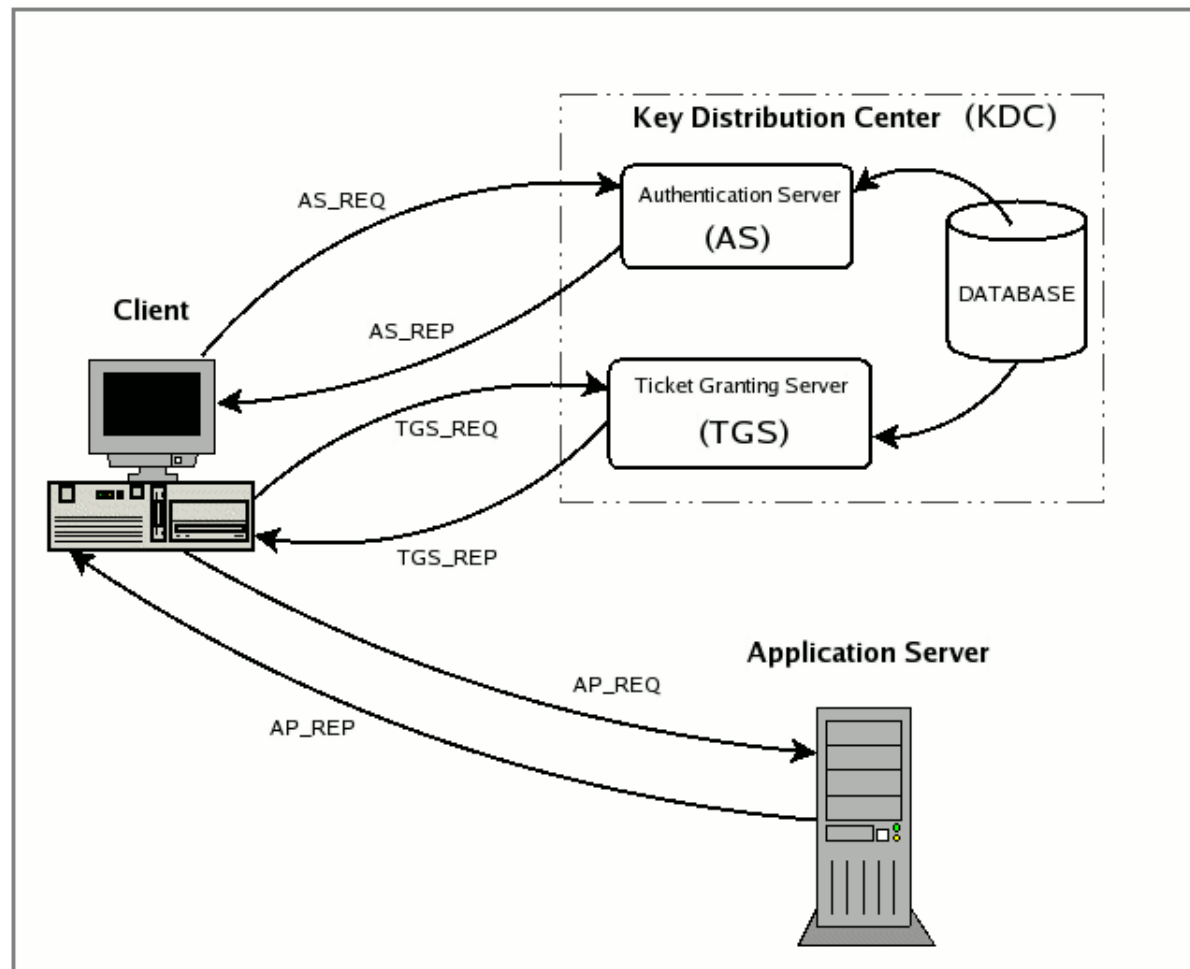 Key Distribution Center (KDC)
AS_REQ
Authentication Server
(AS)
DATABASE
Client
AS_REP
Ticket Granting Server
(TGS)
TGS_REQ
TGS_REP
Application Server
AP_REQ
AP_REP